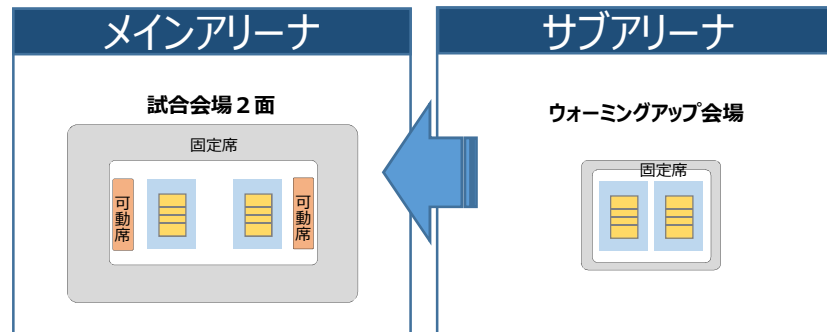 メインアリーナ
サブアリーナ
試合会場２面
ウォーミングアップ会場
固定席
固定席
可動席
可動席